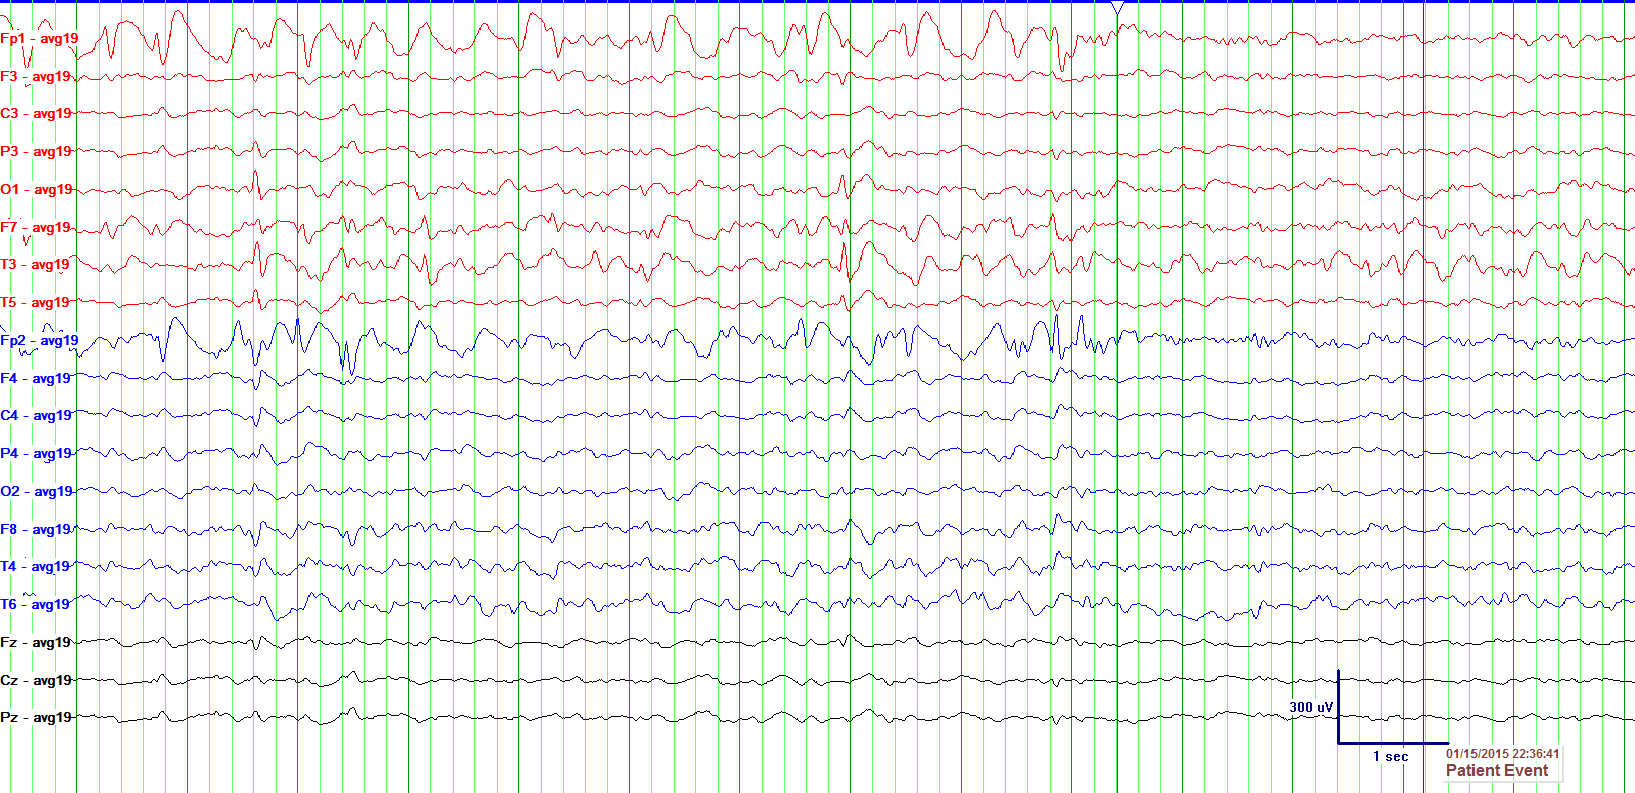 Fp1 - avg19
F3 - avg19
C3 - avg19
P3 - avg19
O1 - avg19
F7 - avg19
T3 - avg19
T5 - avg19
Fp2 - avg19
F4 - avg19
C4 - avg19
P4 - avg19
O2 - avg19
F8 - avg19
T4 - avg19
T6 - avg19
Fz - avg19
Cz - avg19
Pz - avg19
300 uV
1 sec
01/15/2015 22:36:41
Patient Event